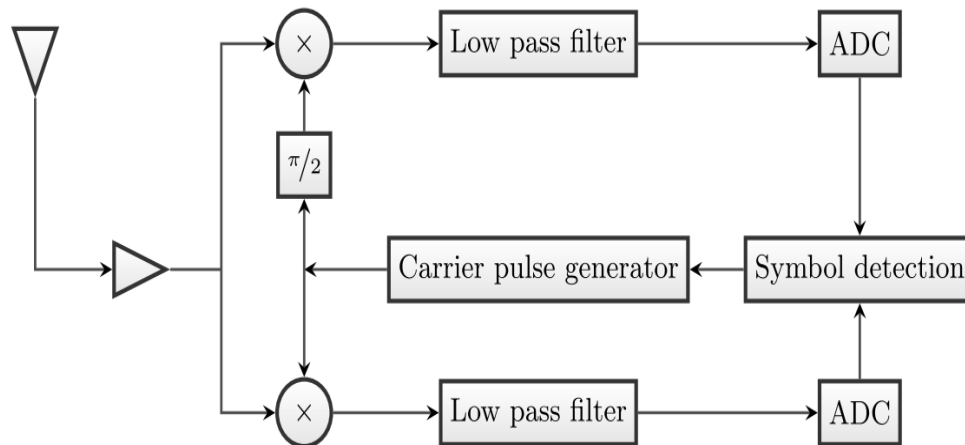 ×
Low pass filter
ADC
π/2
Carrier pulse generator
Symbol detection
×
Low pass filter
ADC